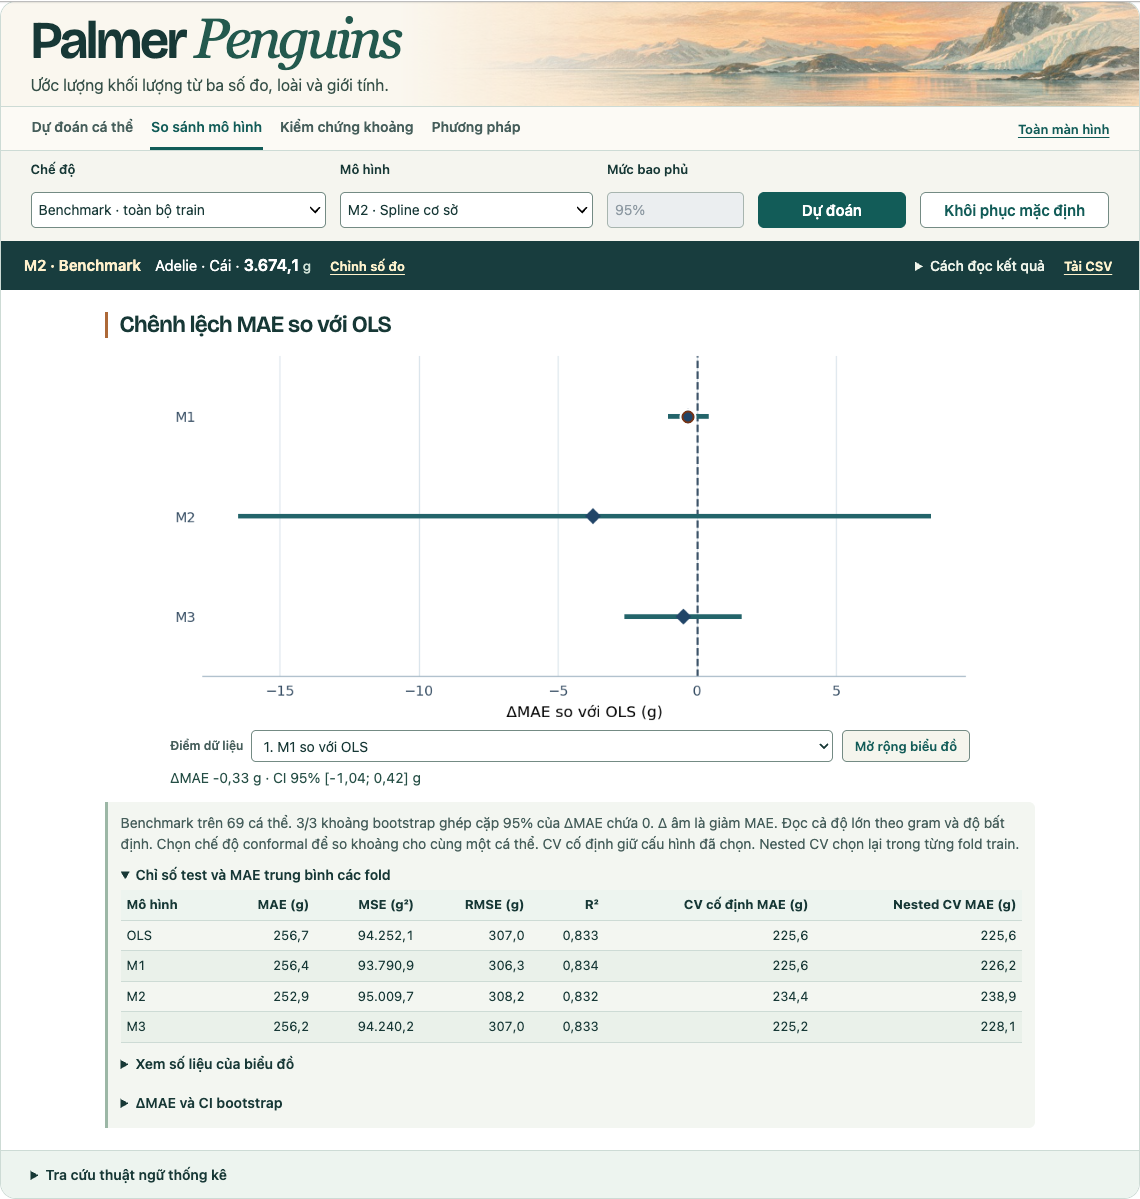 Palmer Penguins
Ước lượng khối lượng từ ba số đo, loài và giới tính.
Dự đoán cá thể So sánh mô hình Kiểm chứng khoảng Phương pháp Toàn màn hình
Chế độ Mô hình Mức bao phủ
Benchmark · toàn bộ train M2 · Spline cơ sở 95% Dự đoán Khôi phục mặc định
M2 · Benchmark Adelie · Cái · 3.674,1 g Chỉnh số đo ▶ Cách đọc kết quả Tải CSV
Chênh lệch MAE so với OLS
M1
M2
M3
−15 −10 −5 0 5
ΔMAE so với OLS (g)
Điểm dữ liệu 1. M1 so với OLS Mở rộng biểu đồ
ΔMAE -0,33 g · CI 95% [-1,04; 0,42] g
Benchmark trên 69 cá thể. 3/3 khoảng bootstrap ghép cặp 95% của ΔMAE chứa 0. Δ âm là giảm MAE. Đọc cả độ lớn theo gram và độ bất
định. Chọn chế độ conformal để so khoảng cho cùng một cá thể. CV cố định giữ cấu hình đã chọn. Nested CV chọn lại trong từng fold train.
▼ Chỉ số test và MAE trung bình các fold
Mô hình MAE (g) MSE (g²) RMSE (g) R² CV cố định MAE (g) Nested CV MAE (g)
OLS 256,7 94.252,1 307,0 0,833 225,6 225,6
M1 256,4 93.790,9 306,3 0,834 225,6 226,2
M2 252,9 95.009,7 308,2 0,832 234,4 238,9
M3 256,2 94.240,2 307,0 0,833 225,2 228,1
▶ Xem số liệu của biểu đồ
▶ ΔMAE và CI bootstrap
▶ Tra cứu thuật ngữ thống kê